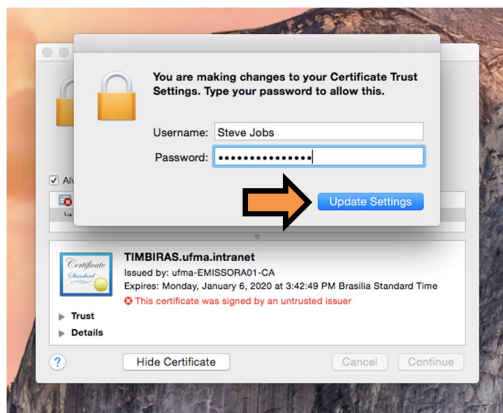 You are making changes to your Certificate Trust
Settings. Type your password to allow this.
Username: Steve Jobs
Password: •••••••••••••••
Update Settings
Certificate
Standard
TIMBIRAS.ufma.intranet
Issued by: ufma-EMISSORA01-CA
Expires: Monday, January 6, 2020 at 3:42:49 PM Brasilia Standard Time
This certificate was signed by an untrusted issuer
Trust
Details
? Hide Certificate Cancel Continue